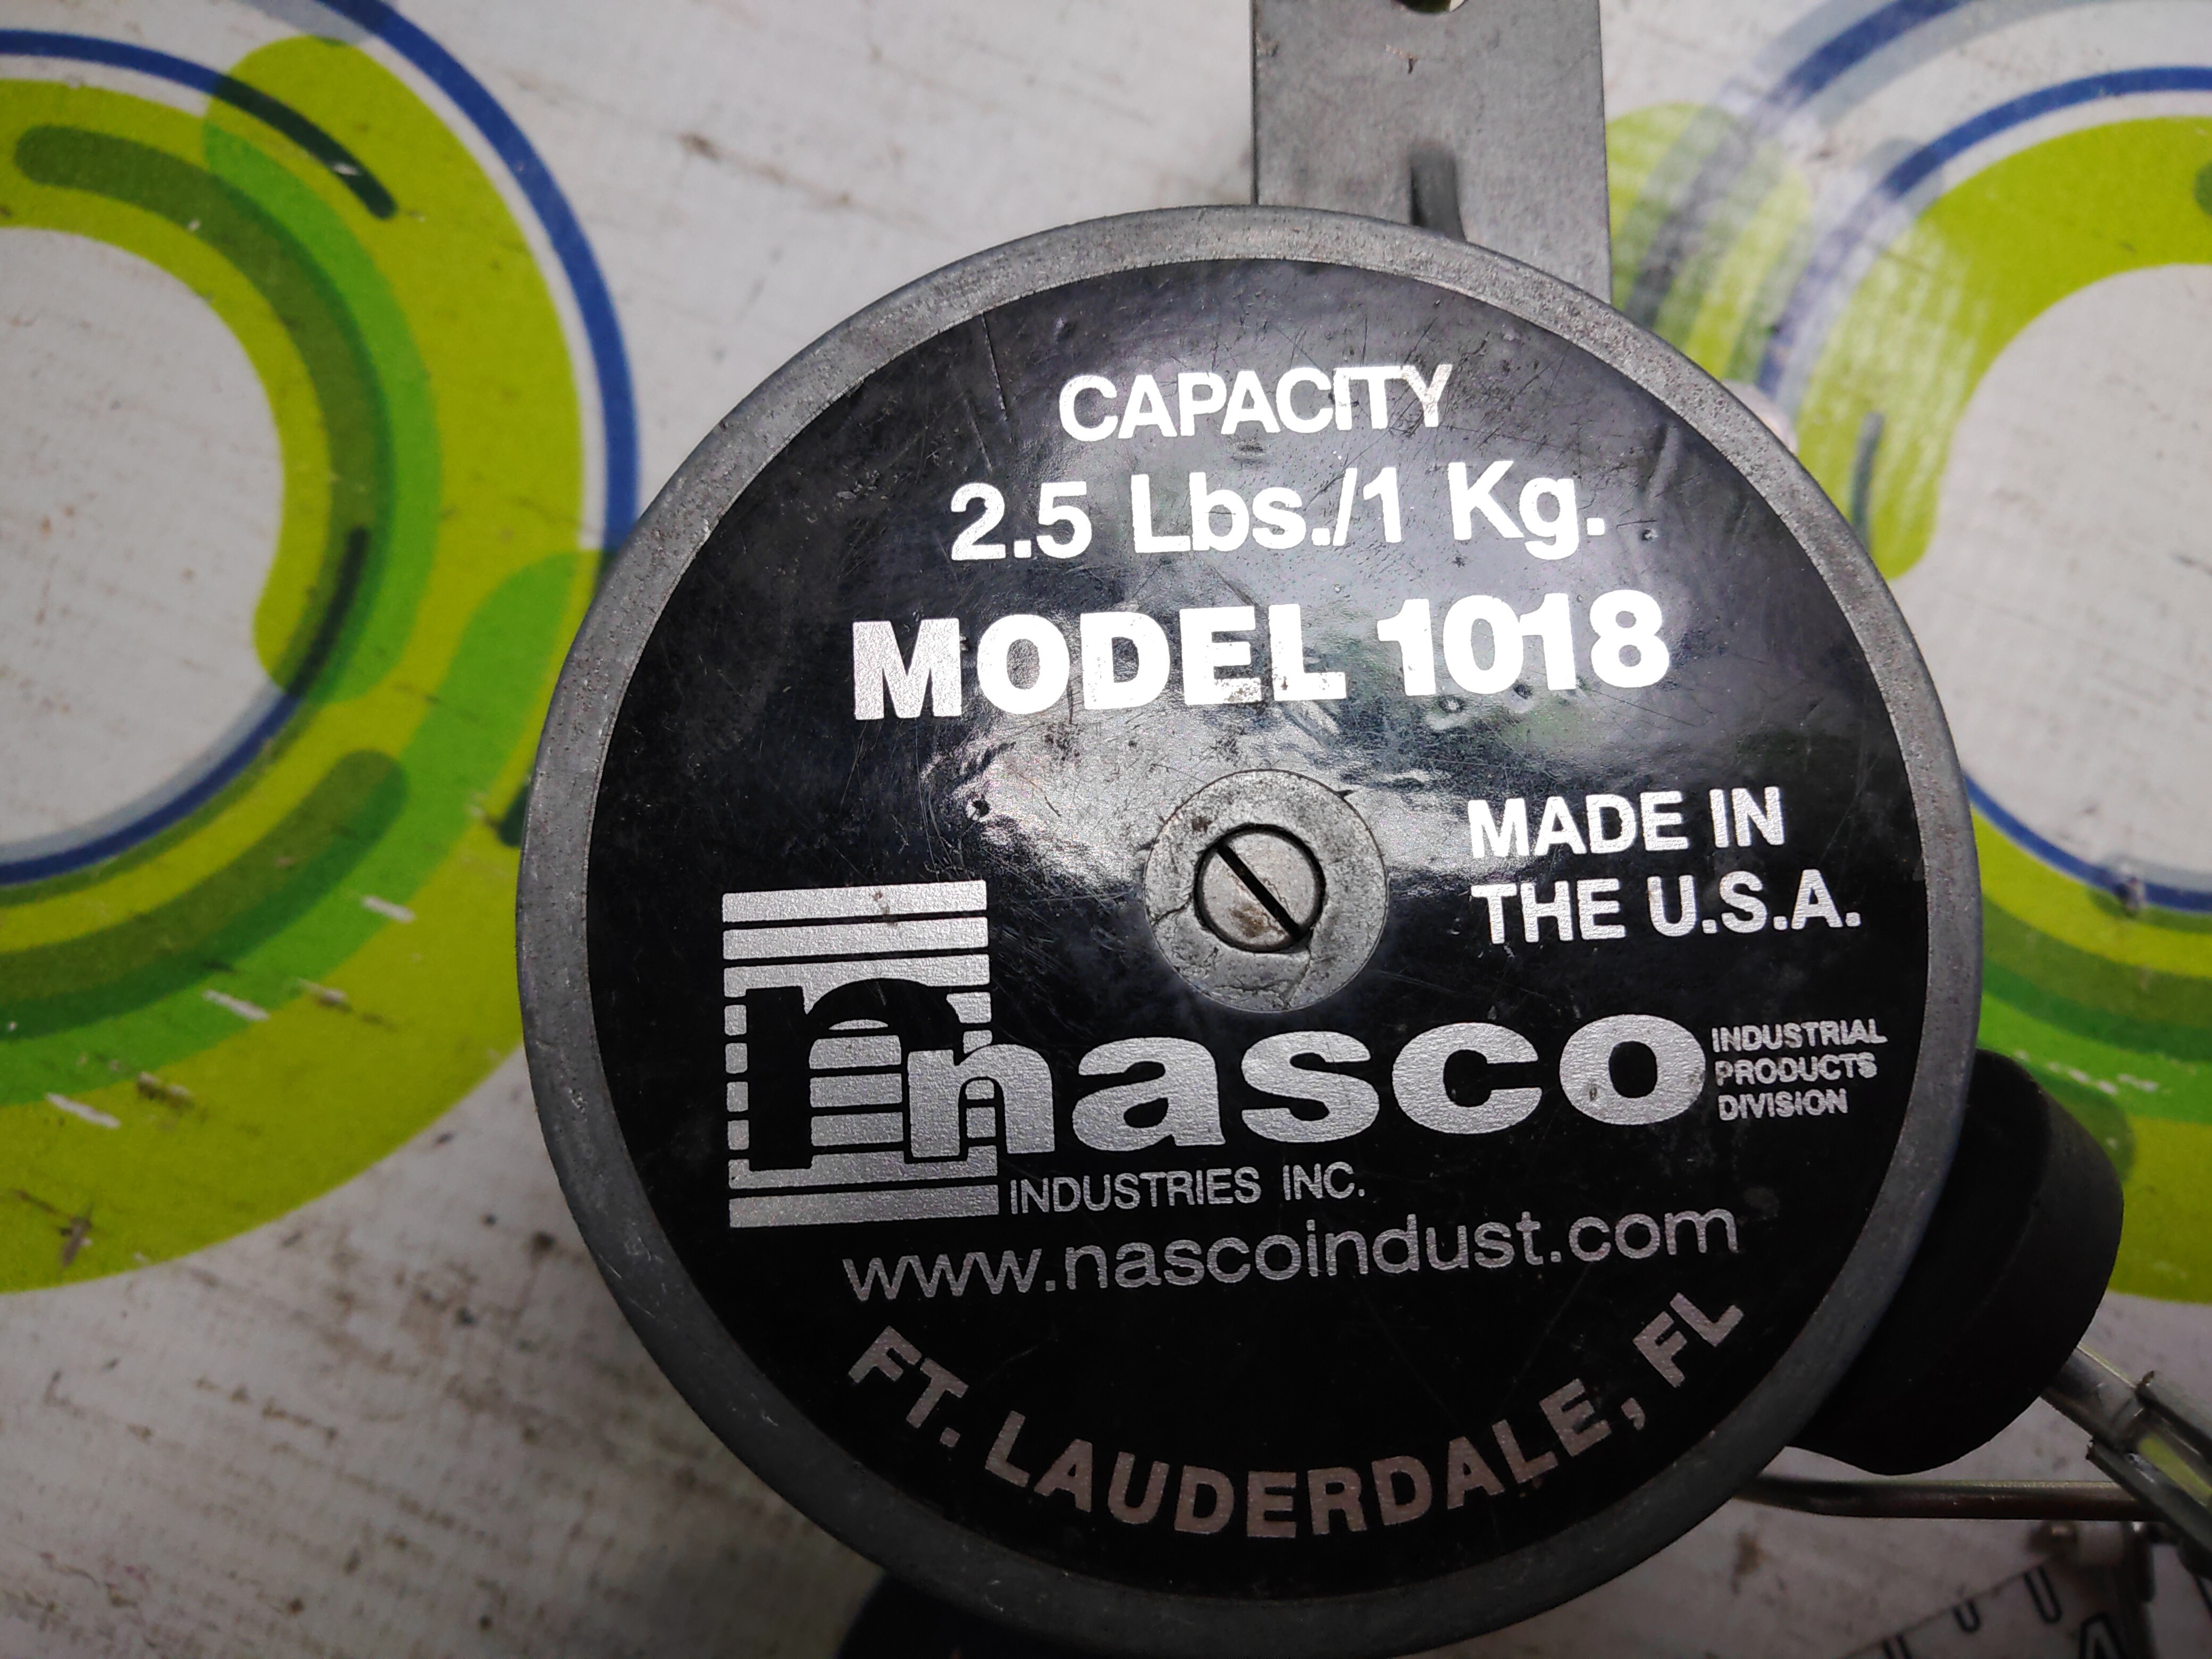 CAPACITY
2.5 Lbs./1 Kg.
MODEL 1018
MADE IN
THE U.S.A.
nasco
INDUSTRIAL
PRODUCTS
DIVISION
INDUSTRIES INC.
www.nascoindust.com
FT. LAUDERDALE, FL